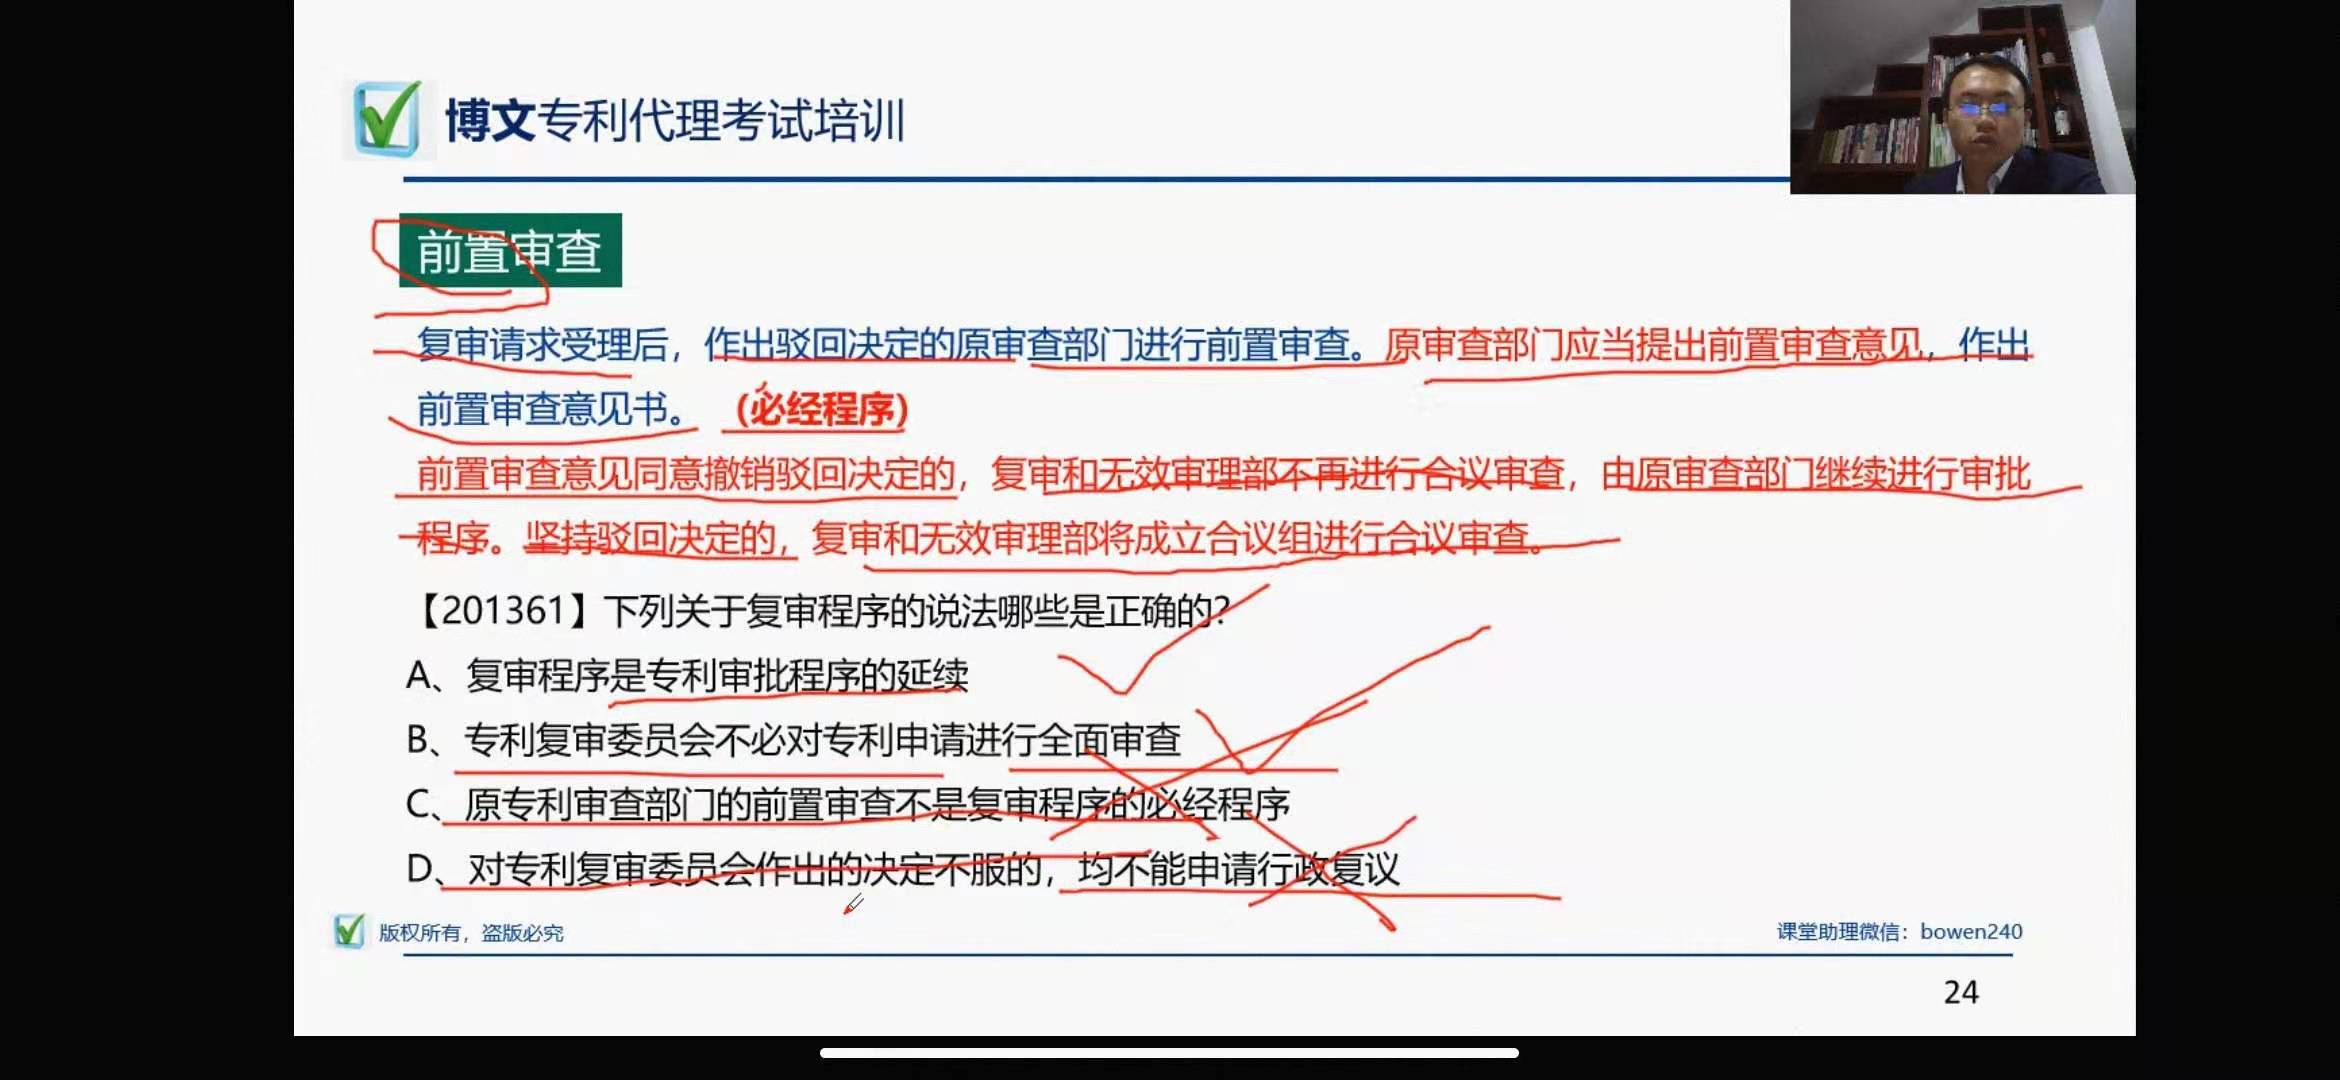 博文专利代理考试培训
前置审查
复审请求受理后，作出驳回决定的原审查部门进行前置审查。原审查部门应当提出前置审查意见，作出
前置审查意见书。（必经程序）
前置审查意见同意撤销驳回决定的，复审和无效审理部不再进行合议审查，由原审查部门继续进行审批
程序。坚持驳回决定的，复审和无效审理部将成立合议组进行合议审查。
【201361】下列关于复审程序的说法哪些是正确的？
A、复审程序是专利审批程序的延续
B、专利复审委员会不必对专利申请进行全面审查
C、原专利审查部门的前置审查不是复审程序的必经程序
D、对专利复审委员会作出的决定不服的，均不能申请行政复议
版权所有，盗版必究
课堂助理微信：bowen240
24